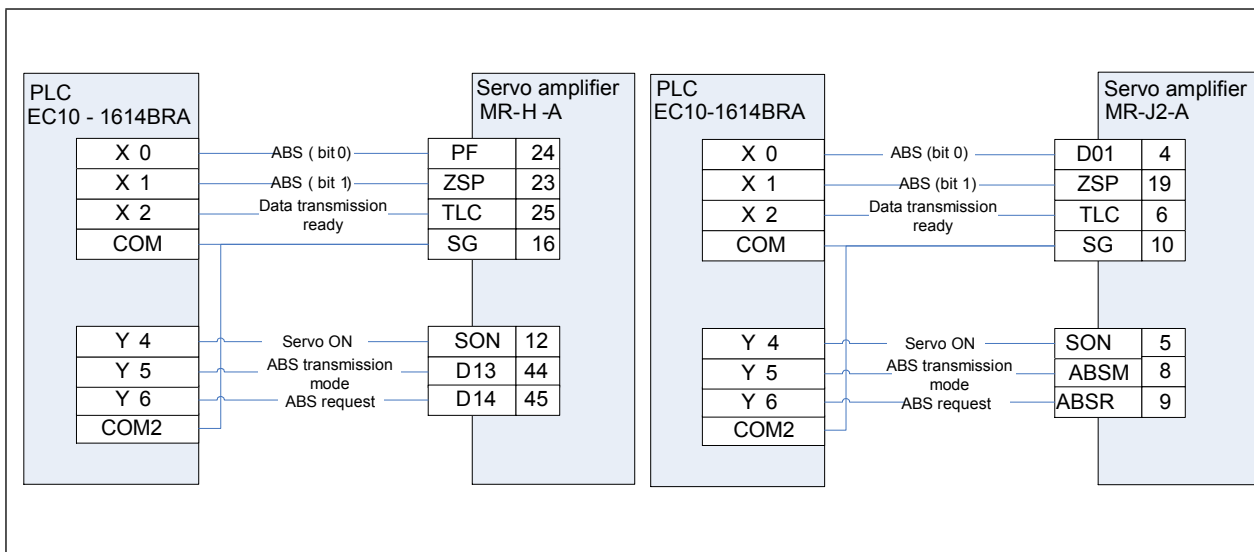 PLC
EC10 - 1614BRA
Servo amplifier
MR-H -A
X 0
ABS ( bit 0)
PF
24
X 1
ABS ( bit 1)
ZSP
23
X 2
Data transmission
ready
TLC
25
COM
SG
16
Y 4
Servo ON
SON
12
Y 5
ABS transmission
mode
D13
44
Y 6
ABS request
D14
45
COM2
PLC
EC10-1614BRA
Servo amplifier
MR-J2-A
X 0
ABS (bit 0)
D01
4
X 1
ABS (bit 1)
ZSP
19
X 2
Data transmission
ready
TLC
6
COM
SG
10
Y 4
Servo ON
SON
5
Y 5
ABS transmission
mode
ABSM
8
Y 6
ABS request
ABSR
9
COM2